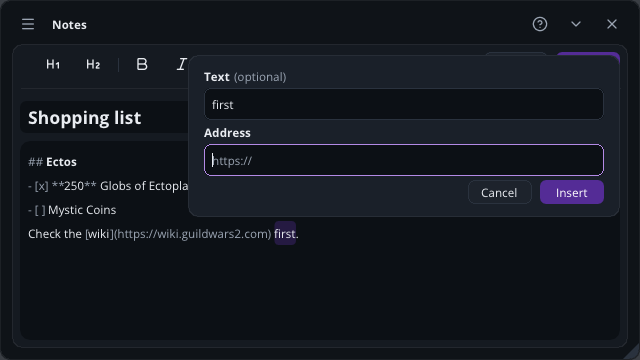 Notes
H1 H2 B I
Text (optional)
first
Address
https://
Cancel Insert
Shopping list
## Ectos
- [x] **250** Globs of Ectopla
- [ ] Mystic Coins
Check the [wiki](https://wiki.guildwars2.com) first.